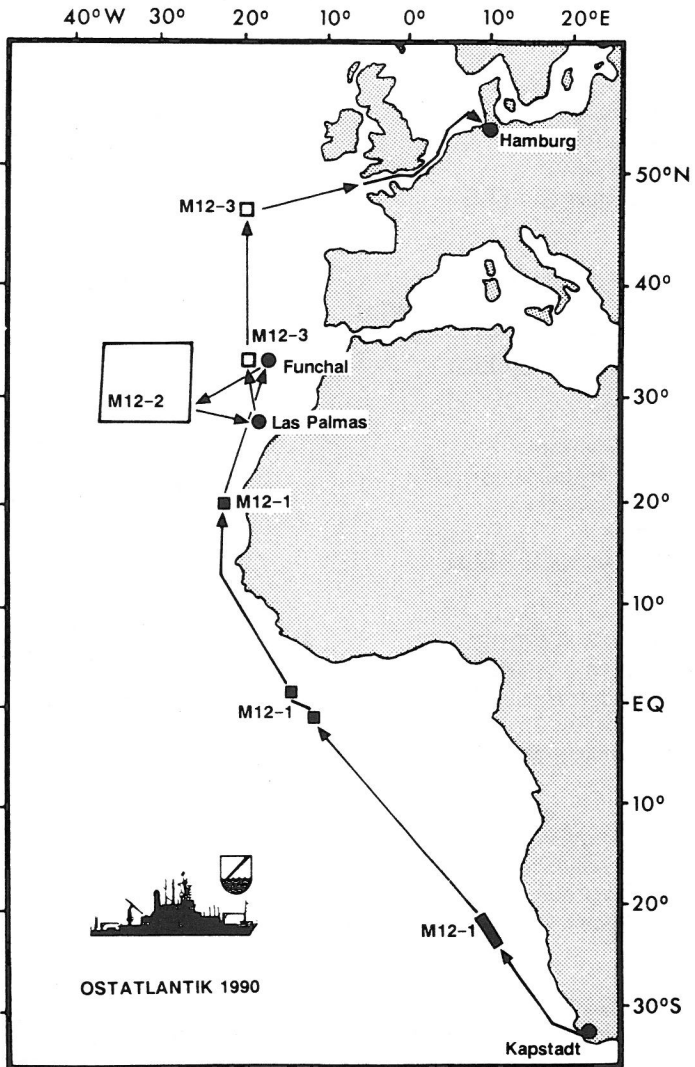 40°W 30° 20° 10° 0° 10° 20°E
Hamburg
50°N
M12-3
40°
M12-3
Funchal
30°
M12-2
Las Palmas
M12-1
20°
10°
EQ
M12-1
10°
20°
M12-1
OSTATLANTIK 1990
30°S
Kapstadt